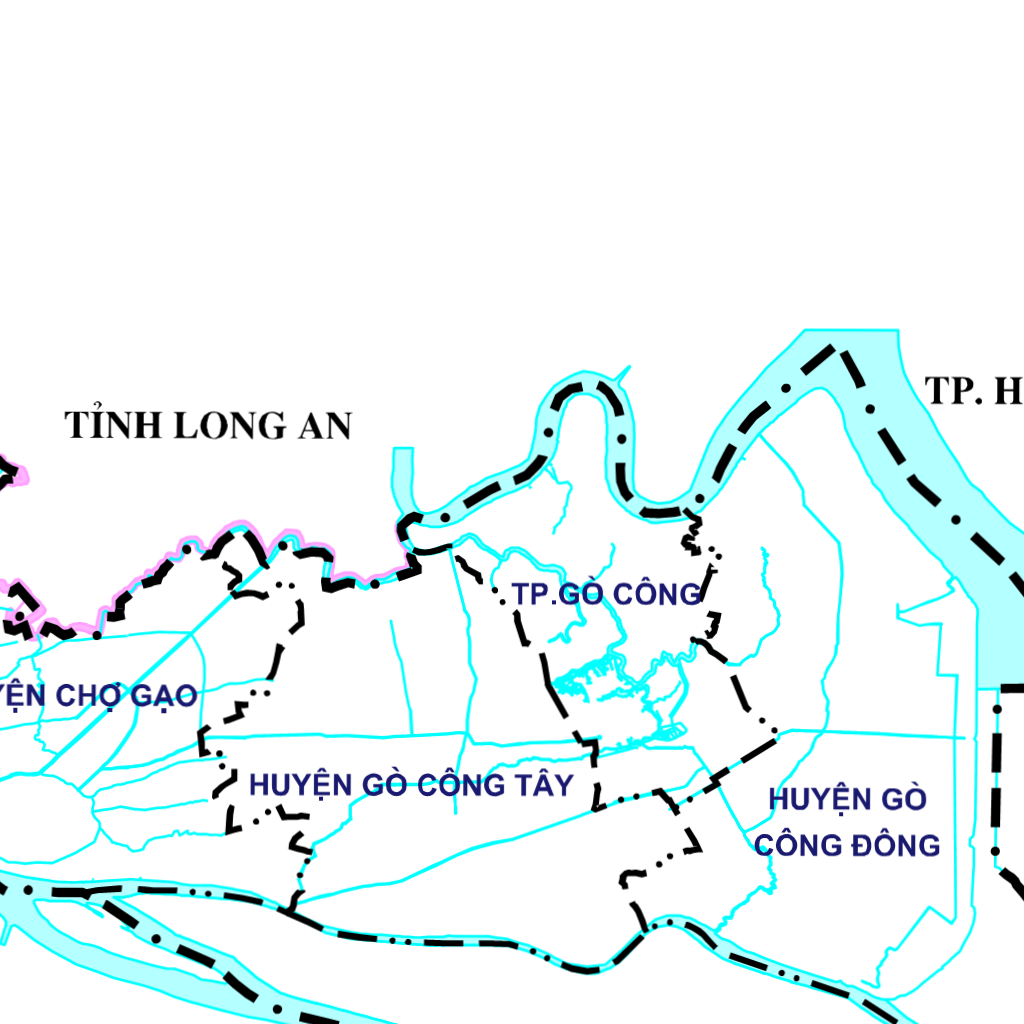 TP. H
TỈNH LONG AN
TP.GÒ CÔNG
YỆN CHỢ GẠO
HUYỆN GÒ CÔNG TÂY
HUYỆN GÒ
CÔNG ĐÔNG